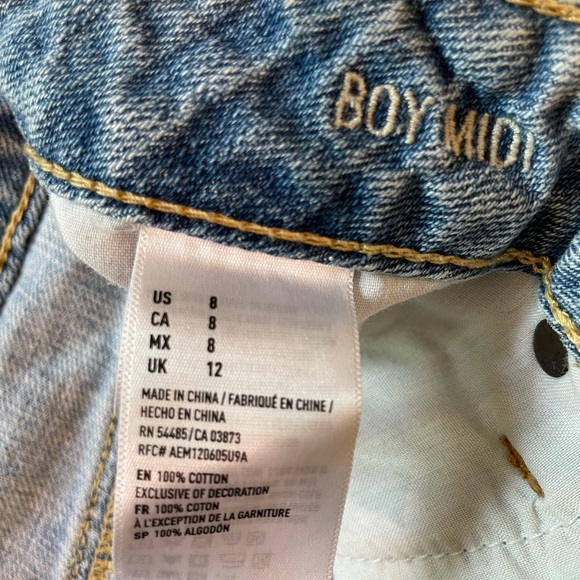 BOY MIDI
US 8
CA 8
MX 8
UK 12
MADE IN CHINA / FABRIQUÉ EN CHINE /
HECHO EN CHINA
RN 54485/CA 03873
RFC# AEM120605U9A
EN 100% COTTON
EXCLUSIVE OF DECORATION
FR 100% COTON
À L'EXCEPTION DE LA GARNITURE
SP 100% ALGODÓN